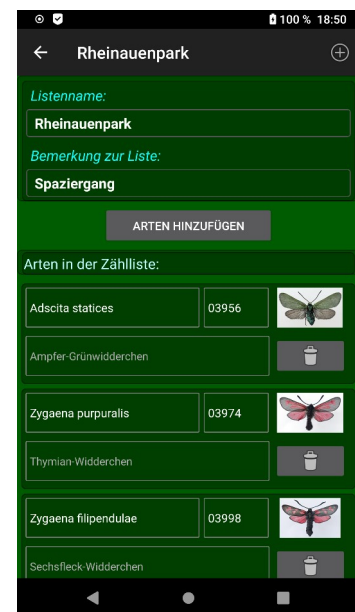 100 % 18:50
Rheinauenpark
Listenname:
Rheinauenpark
Bemerkung zur Liste:
Spaziergang
ARTEN HINZUFÜGEN
Arten in der Zählliste:
Adscita statices 03956
Ampfer-Grünwidderchen
Zygaena purpuralis 03974
Thymian-Widderchen
Zygaena filipendulae 03998
Sechsfleck-Widderchen